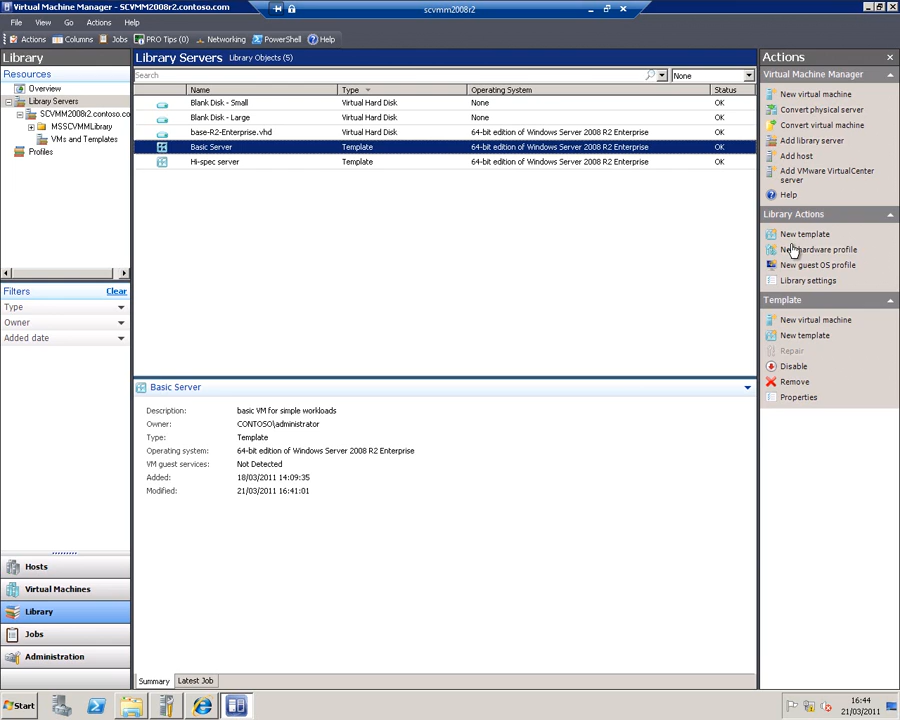 Virtual Machine Manager - SCVMM2008R2.contoso.com
scvmm2008r2
File View Go Actions Help
Actions Columns Jobs PRO Tips (0) Networking PowerShell Help
Library
Resources
Overview
Library Servers
SCVMM2008r2.contoso.co
MSSCVMMLibrary
VMs and Templates
Profiles
Filters Clear
Type
Owner
Added date
Hosts
Virtual Machines
Library
Jobs
Administration
Library Servers Library Objects (5)
Search None
Name Type Operating System Status
Blank Disk - Small Virtual Hard Disk None OK
Blank Disk - Large Virtual Hard Disk None OK
base-R2-Enterprise.vhd Virtual Hard Disk 64-bit edition of Windows Server 2008 R2 Enterprise OK
Basic Server Template 64-bit edition of Windows Server 2008 R2 Enterprise OK
Hi-spec server Template 64-bit edition of Windows Server 2008 R2 Enterprise OK
Basic Server
Description: basic VM for simple workloads
Owner: CONTOSO\administrator
Type: Template
Operating system: 64-bit edition of Windows Server 2008 R2 Enterprise
VM guest services: Not Detected
Added: 18/03/2011 14:09:35
Modified: 21/03/2011 16:41:01
Summary Latest Job
Actions
Virtual Machine Manager
New virtual machine
Convert physical server
Convert virtual machine
Add library server
Add host
Add VMware VirtualCenter
server
Help
Library Actions
New template
New hardware profile
New guest OS profile
Library settings
Template
New virtual machine
New template
Repair
Disable
Remove
Properties
Start
16:44
21/03/2011